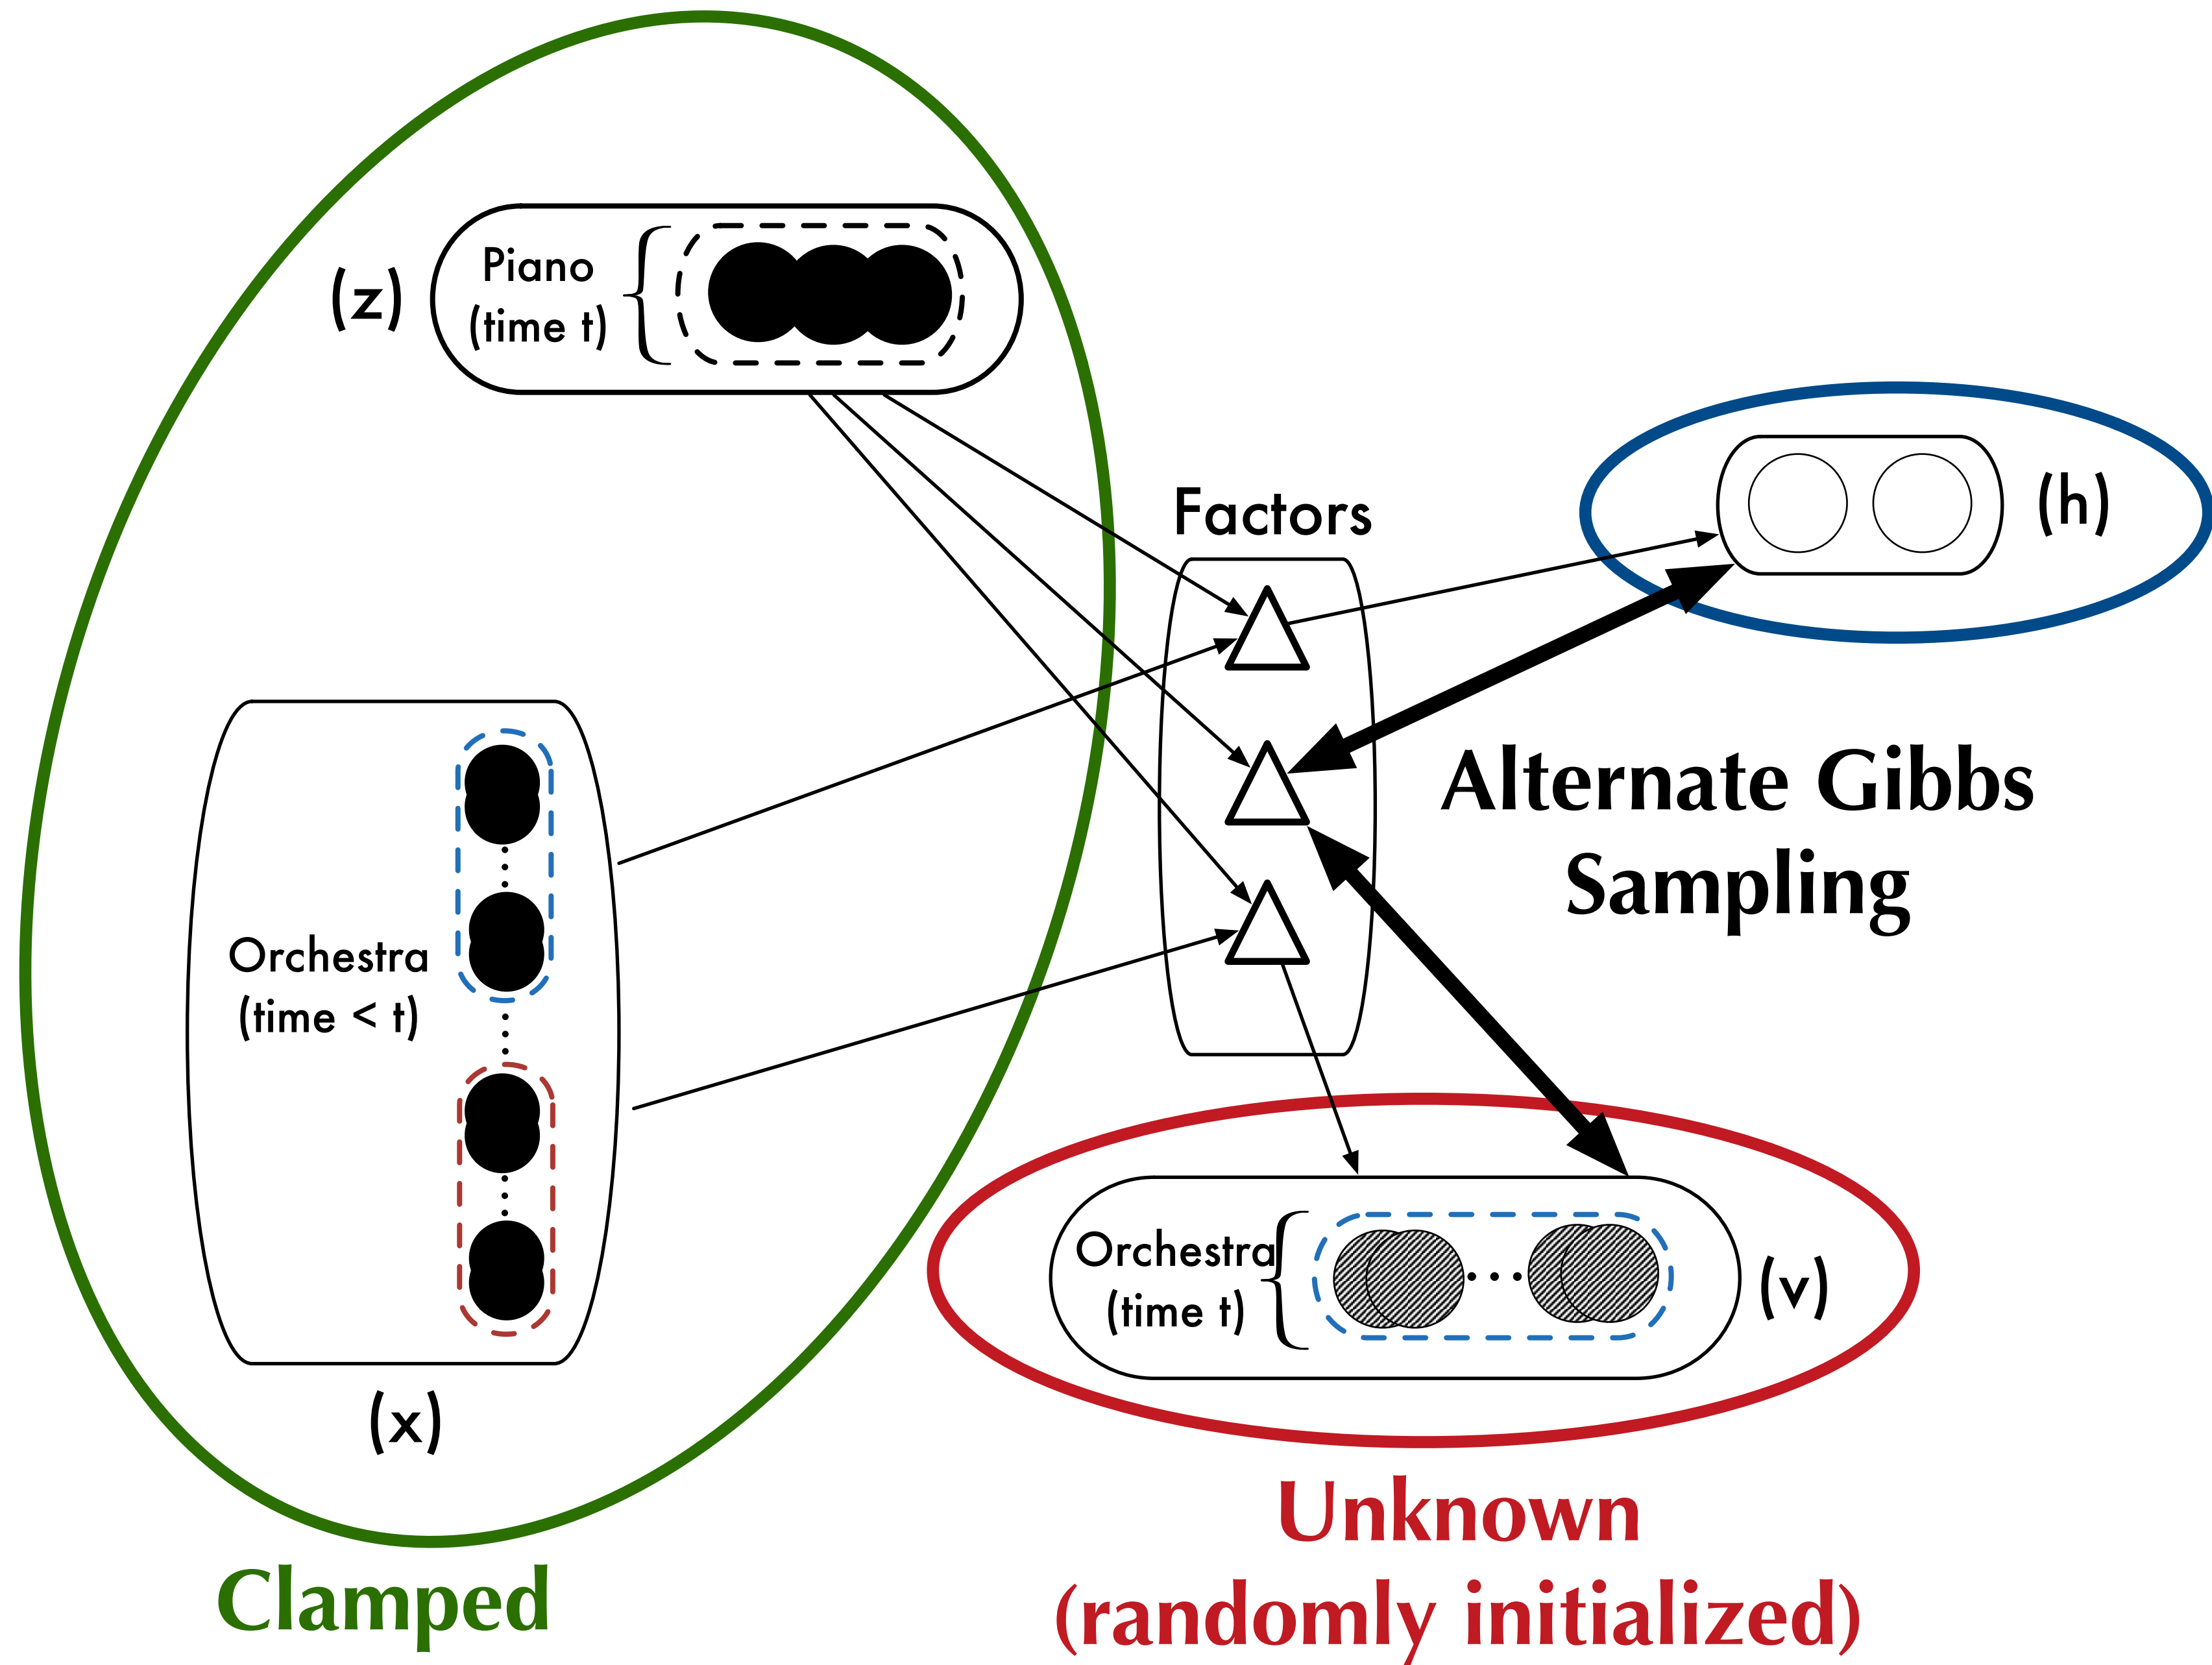 Piano
(time t)
(z)
Factors
(h)
Alternate Gibbs
Sampling
Orchestra
(time < t)
(x)
Orchestra
(time t)
(v)
Unknown
(randomly initialized)
Clamped